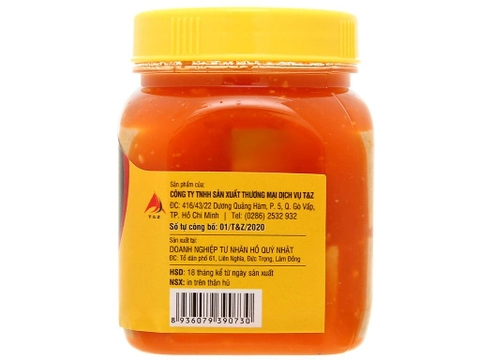 T & Z
Sản phẩm của:
CÔNG TY TNHH SẢN XUẤT THƯƠNG MẠI DỊCH VỤ T&Z
ĐC: 416/43/22 Dương Quảng Hàm, P. 5, Q. Gò Vấp,
TP. Hồ Chí Minh | Tel: (0286) 2532 932
Số tự công bố: 01/T&Z/2020
Sản xuất tại:
DOANH NGHIỆP TƯ NHÂN HỒ QUÝ NHẤT
ĐC: Tổ dân phố 61, Liên Nghĩa, Đức Trọng, Lâm Đồng
HSD: 18 tháng kể từ ngày sản xuất
NSX: in trên thân hũ
8 936079 390730